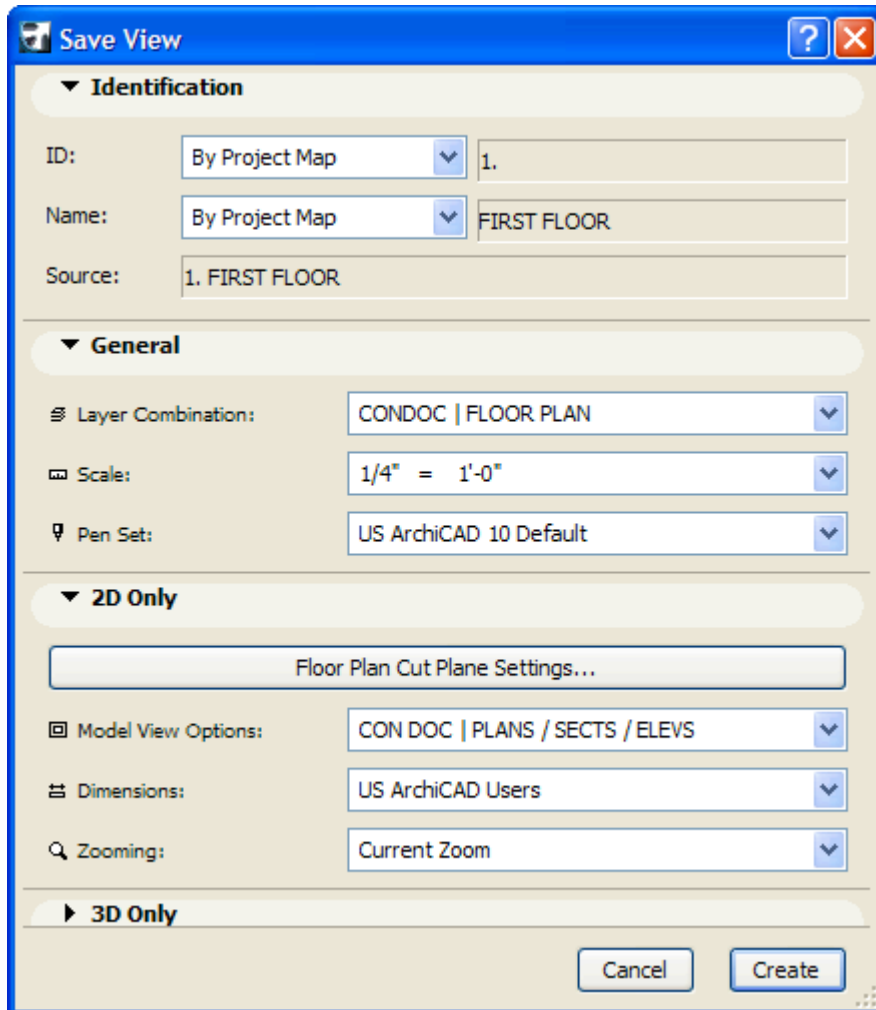 Save View
Identification
ID: By Project Map 1.
Name: By Project Map FIRST FLOOR
Source: 1. FIRST FLOOR
General
Layer Combination: CONDOC | FLOOR PLAN
Scale: 1/4" = 1'-0"
Pen Set: US ArchiCAD 10 Default
2D Only
Floor Plan Cut Plane Settings...
Model View Options: CON DOC | PLANS / SECTS / ELEVS
Dimensions: US ArchiCAD Users
Zooming: Current Zoom
3D Only
Cancel Create